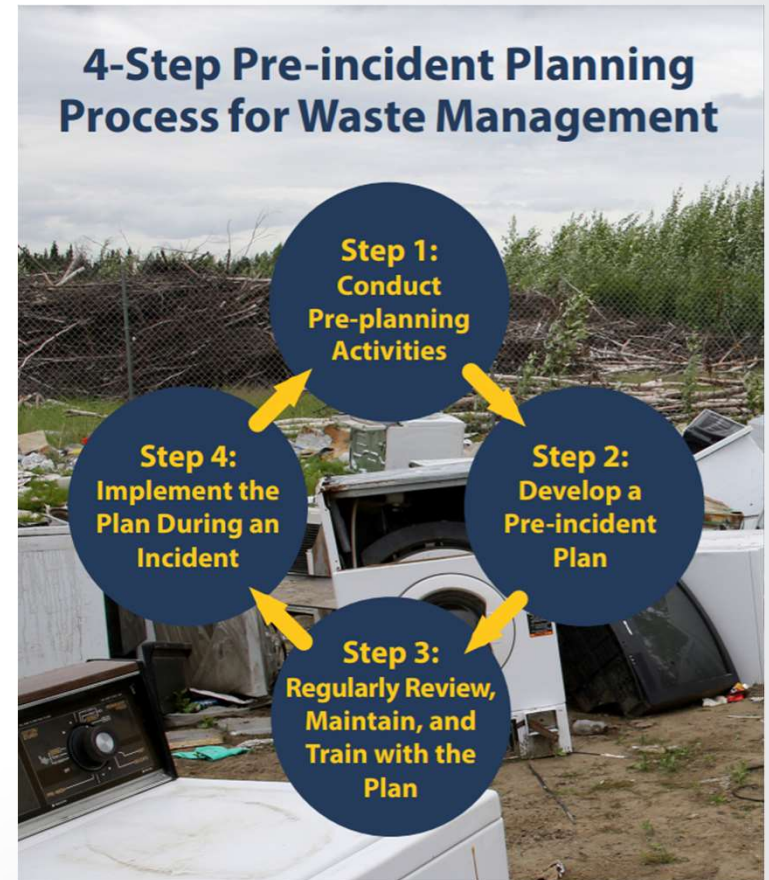 4-Step Pre-incident Planning
Process for Waste Management
Step 1:
Conduct
Pre-planning
Activities
Step 2:
Develop a
Pre-incident
Plan
Step 3:
Regularly Review,
Maintain, and
Train with the
Plan
Step 4:
Implement the
Plan During an
Incident